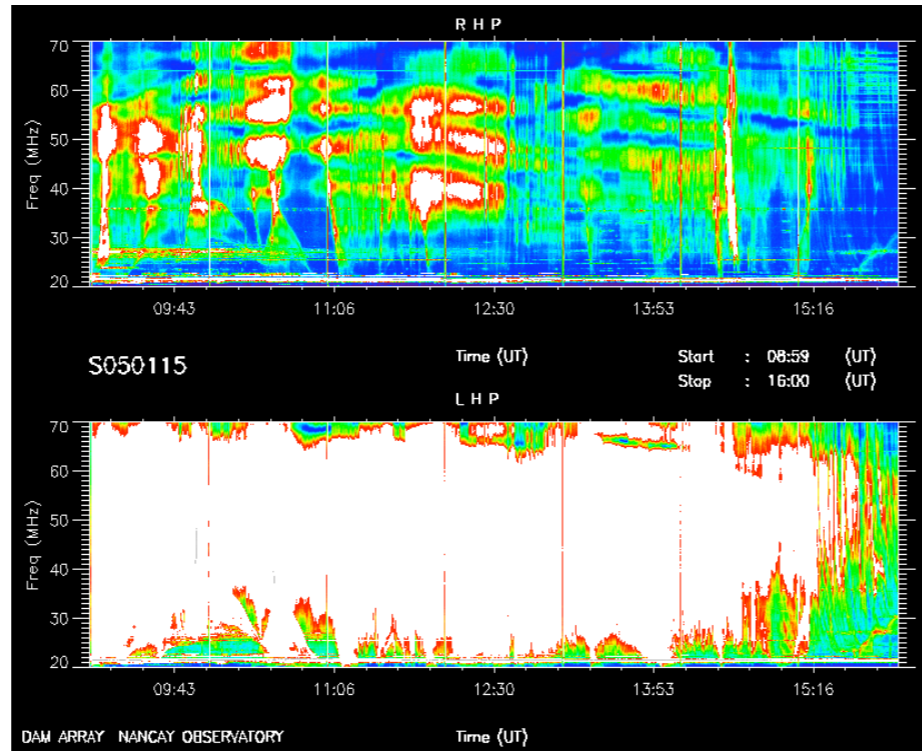 RHP
70
60
50
40
30
20
Freq (MHz)
09:43 11:06 12:30 13:53 15:16
S050115
Time (UT)
Start : 08:59 (UT)
Stop : 16:00 (UT)
LHP
70
60
50
40
30
20
Freq (MHz)
09:43 11:06 12:30 13:53 15:16
DAM ARRAY NANCAY OBSERVATORY
Time (UT)